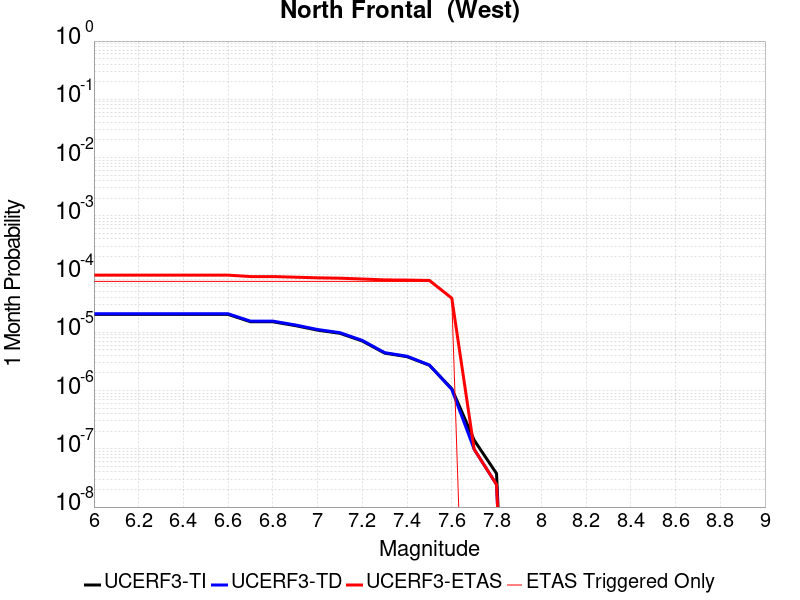 North Frontal  (West)
10^0
10^-1
10^-2
10^-3
10^-4
10^-5
10^-6
10^-7
10^-8
1 Month Probability
6 6.2 6.4 6.6 6.8 7 7.2 7.4 7.6 7.8 8 8.2 8.4 8.6 8.8 9
Magnitude
UCERF3-TI UCERF3-TD UCERF3-ETAS ETAS Triggered Only